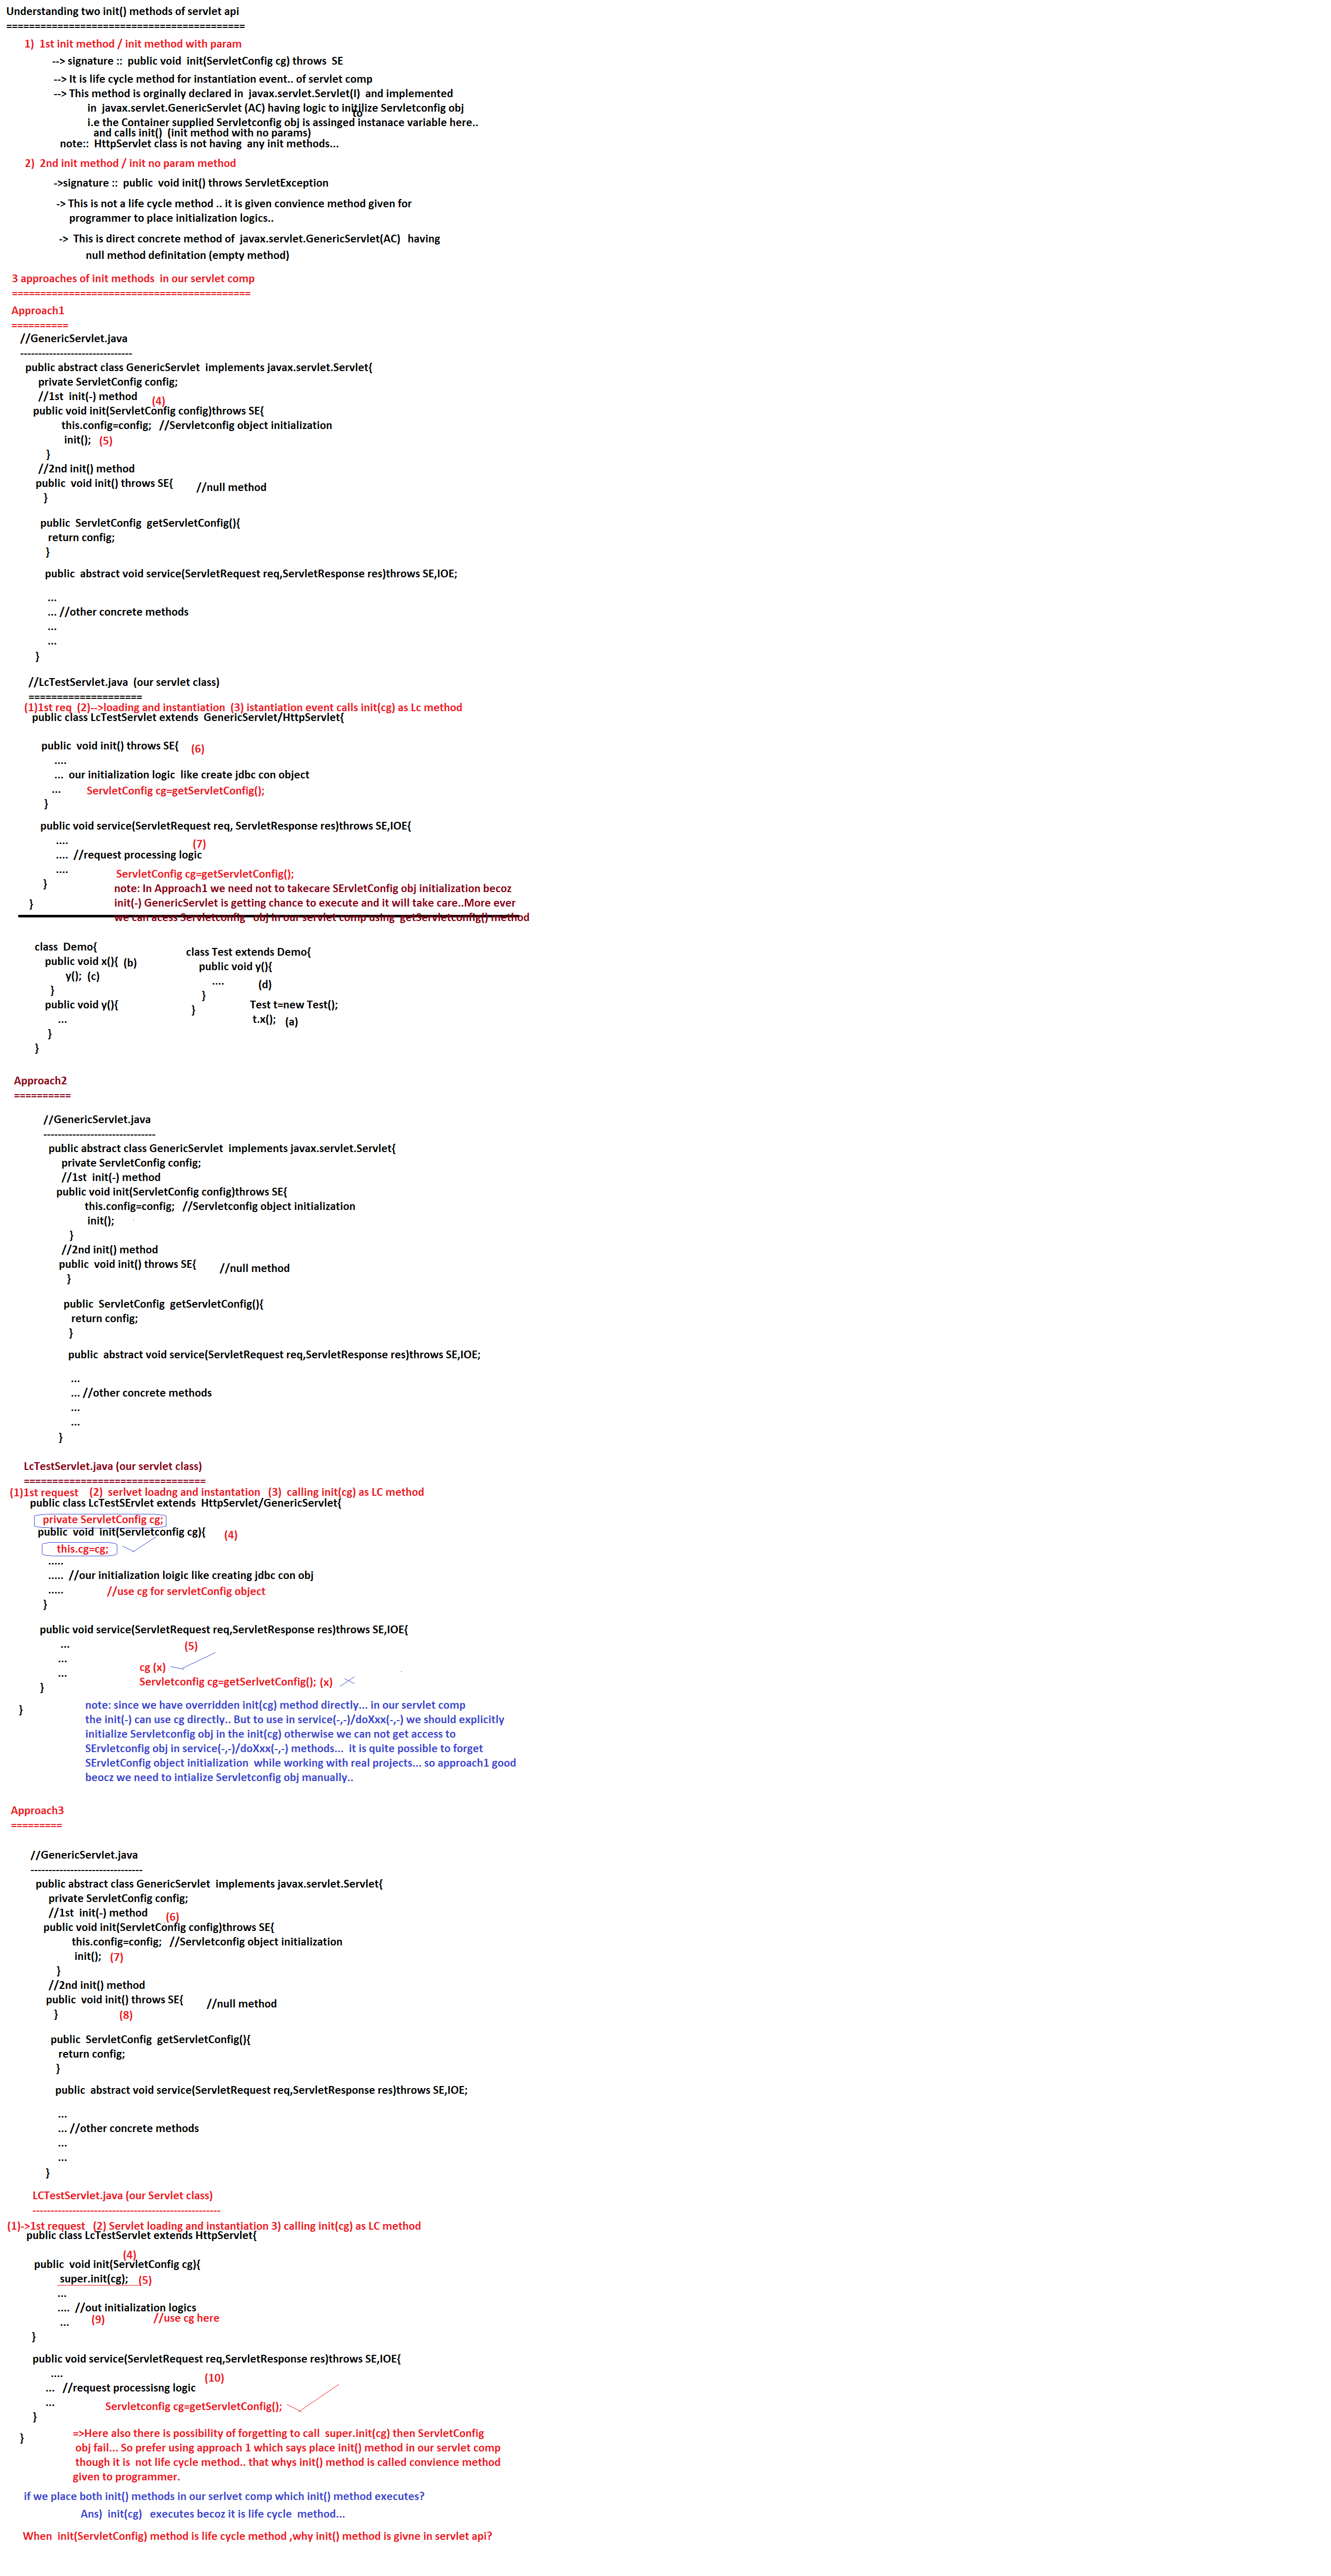 Understanding two init() methods of servlet api
==========================================
1) 1st init method / init method with param
--> signature :: public void init(ServletConfig cg) throws SE
--> It is life cycle method for instantiation event.. of servlet comp
--> This method is orginally declared in javax.servlet.Servlet(I) and implemented
in javax.servlet.GenericServlet (AC) having logic to initilize Servletconfig obj
to
i.e the Container supplied Servletconfig obj is assinged instanace variable here..
and calls init() (init method with no params)
note:: HttpServlet class is not having any init methods...
2) 2nd init method / init no param method
->signature :: public void init() throws ServletException
-> This is not a life cycle method .. it is given convience method given for
programmer to place initialization logics..
-> This is direct concrete method of javax.servlet.GenericServlet(AC) having
null method definitation (empty method)
3 approaches of init methods in our servlet comp
==========================================
Approach1
==========
//GenericServlet.java
-------------------------------
public abstract class GenericServlet implements javax.servlet.Servlet{
private ServletConfig config;
//1st init(-) method (4)
public void init(ServletConfig config)throws SE{
this.config=config; //Servletconfig object initialization
init(); (5)
}
//2nd init() method
public void init() throws SE{ //null method
}
public ServletConfig getServletConfig(){
return config;
}
public abstract void service(ServletRequest req,ServletResponse res)throws SE,IOE;
...
... //other concrete methods
...
...
}
//LcTestServlet.java (our servlet class)
====================
(1)1st req (2)-->loading and instantiation (3) istantiation event calls init(cg) as Lc method
public class LcTestServlet extends GenericServlet/HttpServlet{
public void init() throws SE{ (6)
....
... our initialization logic like create jdbc con object
... ServletConfig cg=getServletConfig();
}
public void service(ServletRequest req, ServletResponse res)throws SE,IOE{
.... (7)
.... //request processing logic
....
ServletConfig cg=getServletConfig();
}
note: In Approach1 we need not to takecare SErvletConfig obj initialization becoz
} init(-) GenericServlet is getting chance to execute and it will take care..More ever
we can acess Servletconfig obj in our servlet comp using getServletconfig() method
class Demo{
public void x(){ (b)
y(); (c)
}
public void y(){
...
}
}
class Test extends Demo{
public void y(){
.... (d)
}
}
Test t=new Test();
t.x(); (a)
Approach2
==========
//GenericServlet.java
-------------------------------
public abstract class GenericServlet implements javax.servlet.Servlet{
private ServletConfig config;
//1st init(-) method
public void init(ServletConfig config)throws SE{
this.config=config; //Servletconfig object initialization
init();
}
//2nd init() method
public void init() throws SE{ //null method
}
public ServletConfig getServletConfig(){
return config;
}
public abstract void service(ServletRequest req,ServletResponse res)throws SE,IOE;
...
... //other concrete methods
...
...
}
LcTestServlet.java (our servlet class)
================================
(1)1st request (2) serlvet loadng and instantation (3) calling init(cg) as LC method
public class LcTestSErvlet extends HttpServlet/GenericServlet{
private ServletConfig cg;
public void init(Servletconfig cg){ (4)
this.cg=cg;
.....
..... //our initialization loigic like creating jdbc con obj
..... //use cg for servletConfig object
}
public void service(ServletRequest req,ServletResponse res)throws SE,IOE{
... (5)
...
... cg (x)
Servletconfig cg=getSerlvetConfig(); (x)
}
} note: since we have overridden init(cg) method directly... in our servlet comp
the init(-) can use cg directly.. But to use in service(-,-)/doXxx(-,-) we should explicitly
initialize Servletconfig obj in the init(cg) otherwise we can not get access to
SErvletconfig obj in service(-,-)/doXxx(-,-) methods... it is quite possible to forget
SErvletConfig object initialization while working with real projects... so approach1 good
beocz we need to intialize Servletconfig obj manually..
Approach3
=========
//GenericServlet.java
-------------------------------
public abstract class GenericServlet implements javax.servlet.Servlet{
private ServletConfig config;
//1st init(-) method (6)
public void init(ServletConfig config)throws SE{
this.config=config; //Servletconfig object initialization
init(); (7)
}
//2nd init() method
public void init() throws SE{ //null method
} (8)
public ServletConfig getServletConfig(){
return config;
}
public abstract void service(ServletRequest req,ServletResponse res)throws SE,IOE;
...
... //other concrete methods
...
...
}
LCTestServlet.java (our Servlet class)
----------------------------------------------------
(1)->1st request (2) Servlet loading and instantiation 3) calling init(cg) as LC method
public class LcTestServlet extends HttpServlet{
(4)
public void init(ServletConfig cg){
super.init(cg); (5)
...
.... //out initialization logics
... (9) //use cg here
}
public void service(ServletRequest req,ServletResponse res)throws SE,IOE{
.... (10)
... //request processisng logic
... Servletconfig cg=getServletConfig();
}
} =>Here also there is possibility of forgetting to call super.init(cg) then ServletConfig
obj fail... So prefer using approach 1 which says place init() method in our servlet comp
though it is not life cycle method.. that whys init() method is called convience method
given to programmer.
if we place both init() methods in our serlvet comp which init() method executes?
Ans) init(cg) executes becoz it is life cycle method...
When init(ServletConfig) method is life cycle method ,why init() method is givne in servlet api?